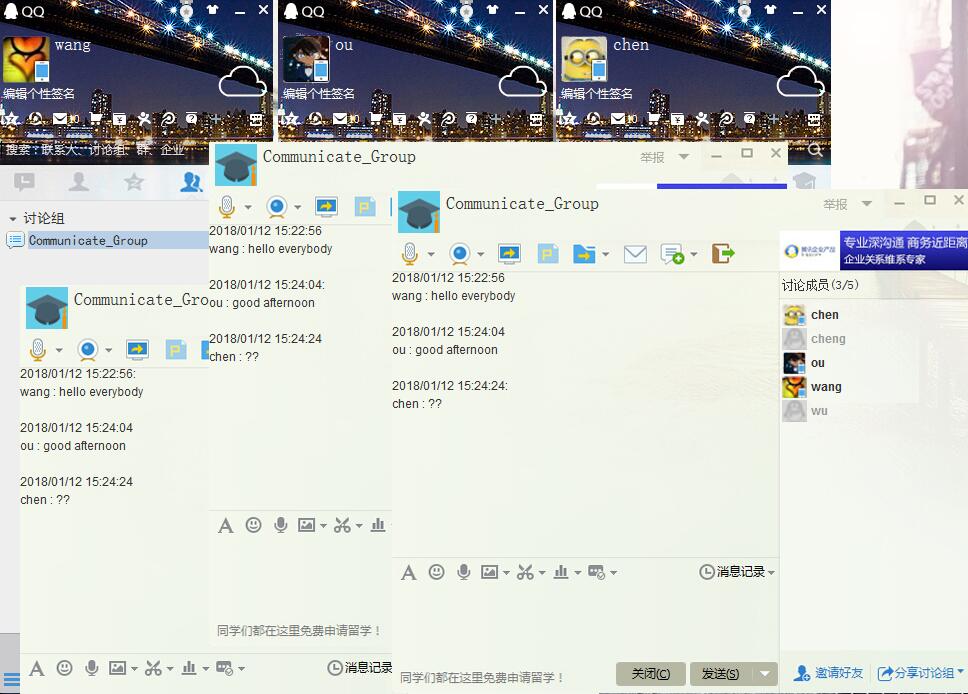 QQ
wang
编辑个性签名
搜索：联系人、讨论组、群、企业
QQ
ou
编辑个性签名
QQ
chen
编辑个性签名
讨论组
Communicate_Group
Communicate_Gro
2018/01/12 15:22:56:
wang : hello everybody
2018/01/12 15:24:04
ou : good afternoon
2018/01/12 15:24:24
chen : ??
消息记录
Communicate_Group
举报
2018/01/12 15:22:56
wang : hello everybody
2018/01/12 15:24:04:
ou : good afternoon
2018/01/12 15:24:24
chen : ??
同学们都在这里免费申请留学！
Communicate_Group
举报
2018/01/12 15:22:56
wang : hello everybody
2018/01/12 15:24:04
ou : good afternoon
2018/01/12 15:24:24:
chen : ??
消息记录
同学们都在这里免费申请留学！
关闭(C)
发送(S)
腾讯企业产品
专业深沟通 商务近距离
企业关系维系专家
讨论成员(3/5)
chen
cheng
ou
wang
wu
邀请好友
分享讨论组